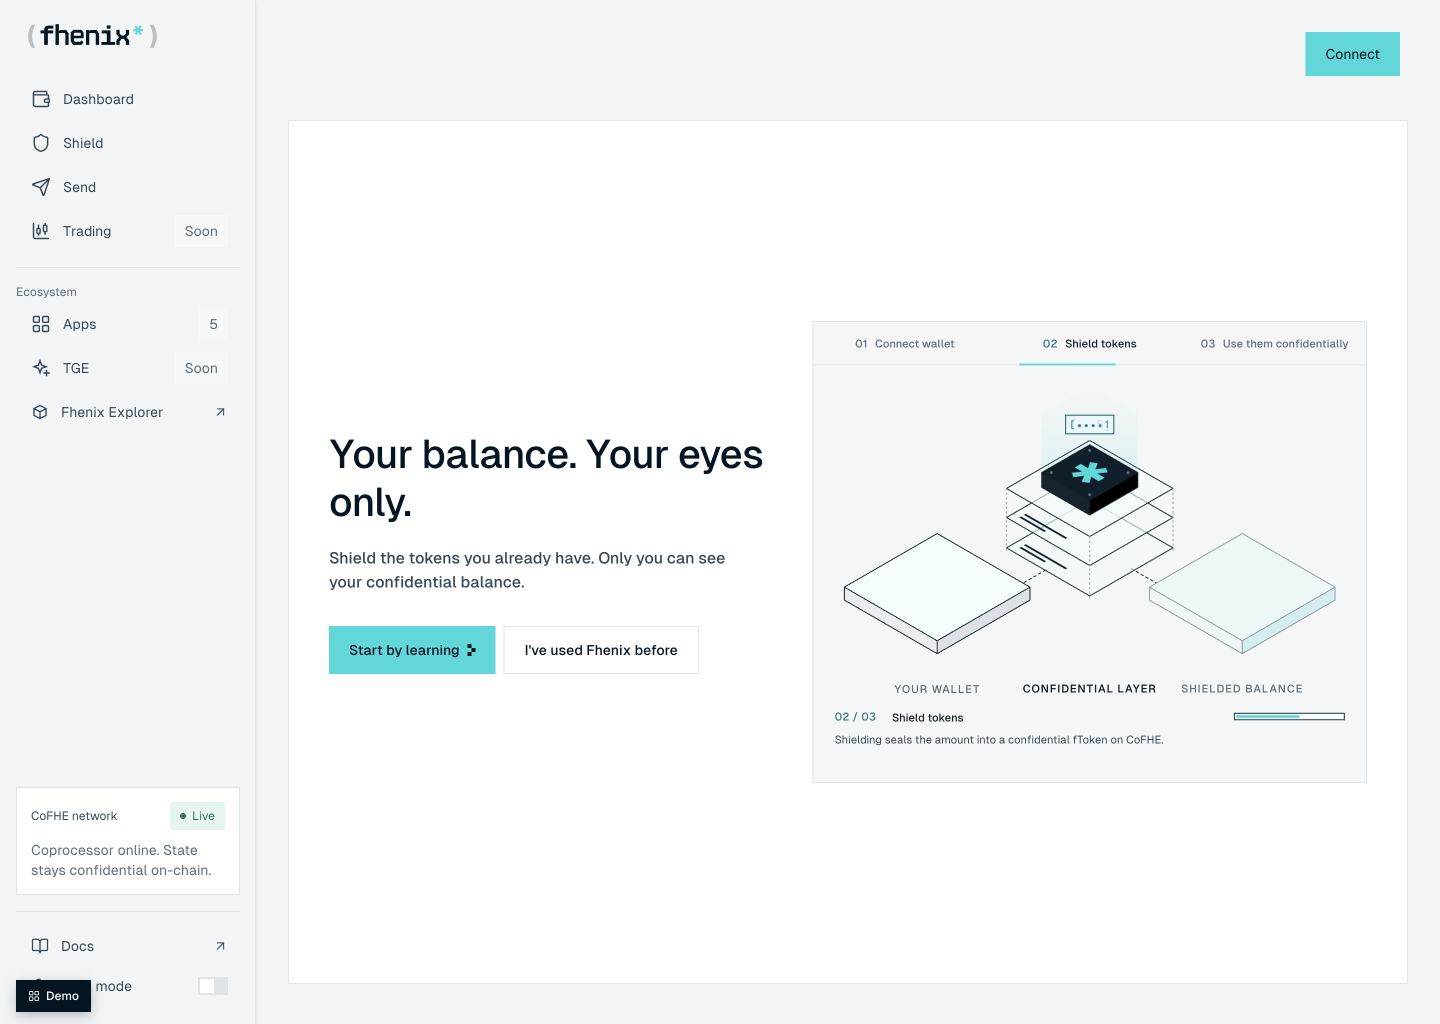 (fhenix*)
Dashboard
Shield
Send
Trading Soon
Ecosystem
Apps 5
TGE Soon
Fhenix Explorer
CoFHE network Live
Coprocessor online. State
stays confidential on-chain.
Docs
mode
Demo
Connect
Your balance. Your eyes
only.
Shield the tokens you already have. Only you can see
your confidential balance.
Start by learning
I've used Fhenix before
01 Connect wallet
02 Shield tokens
03 Use them confidentially
YOUR WALLET
CONFIDENTIAL LAYER
SHIELDED BALANCE
02 / 03 Shield tokens
Shielding seals the amount into a confidential fToken on CoFHE.